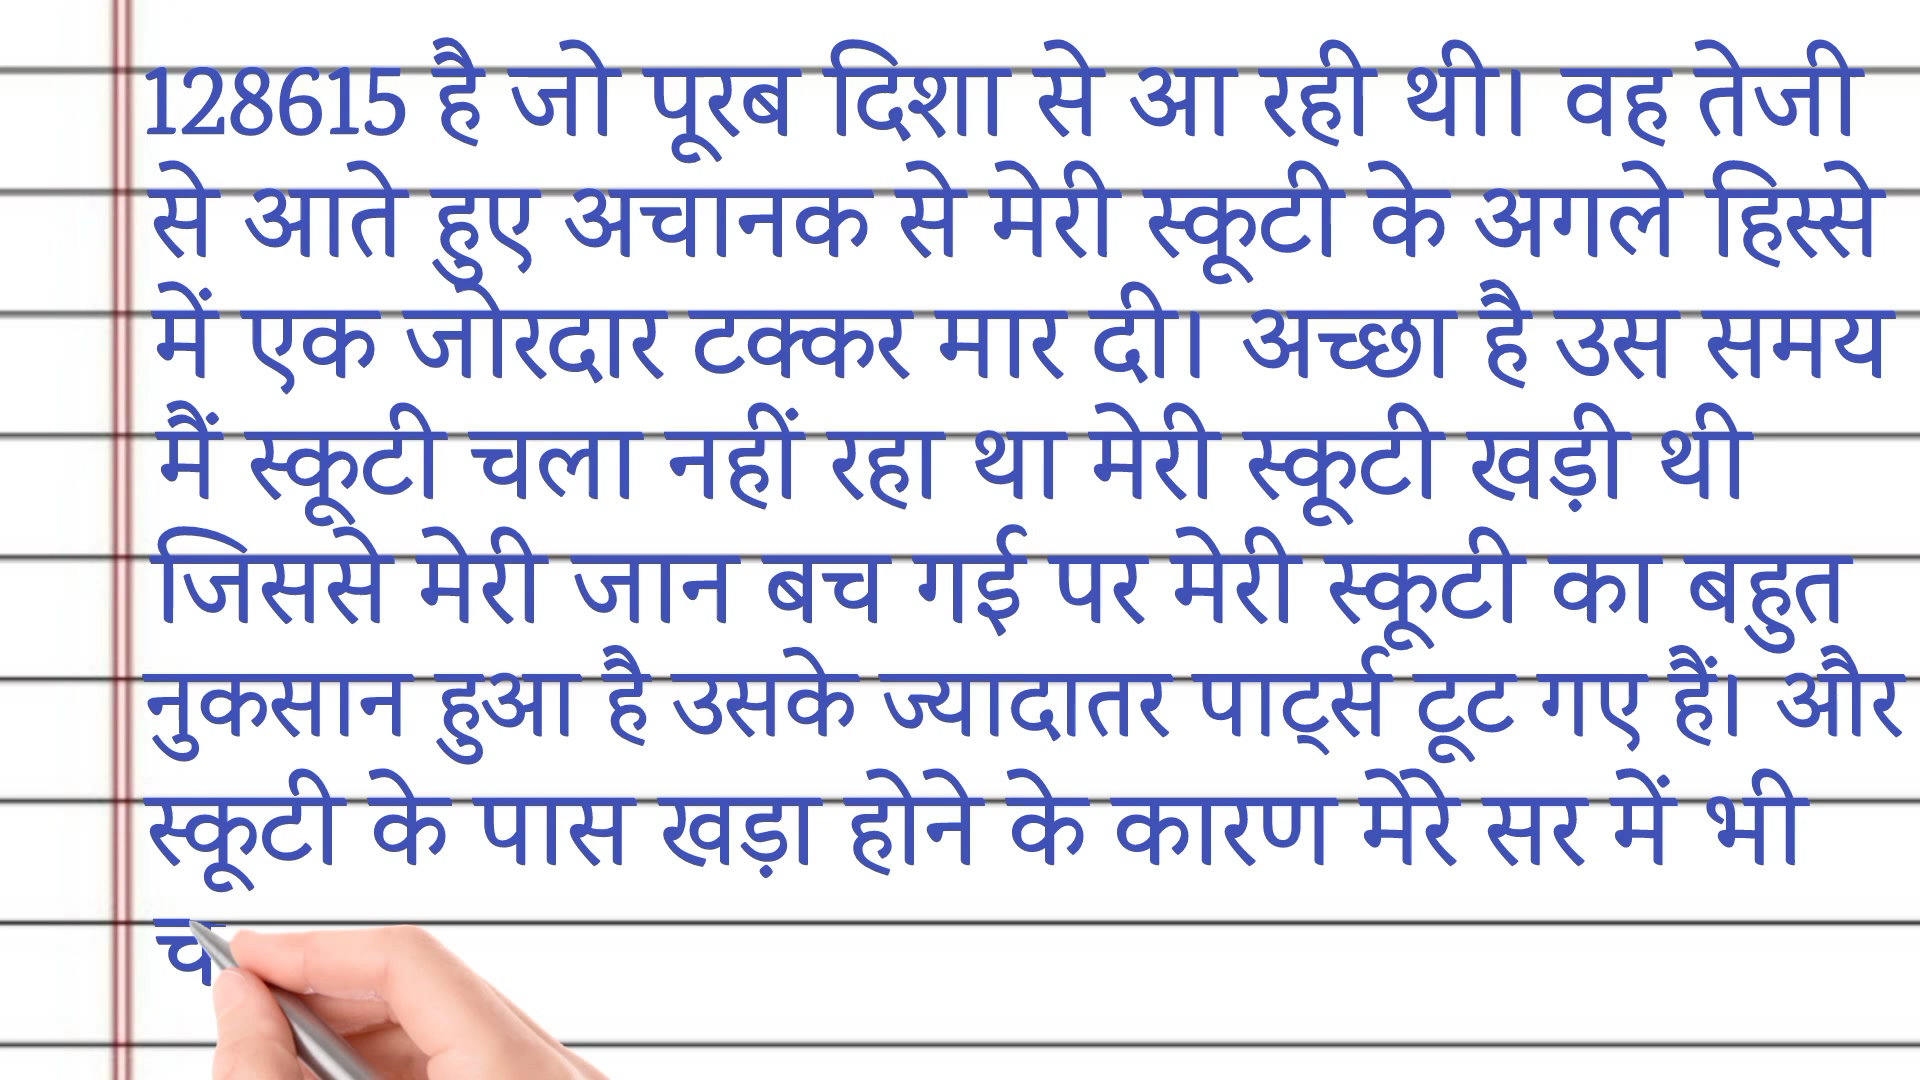 128615 है जो पूरब दिशा से आ रही थी। वह तेजी
से आते हुए अचानक से मेरी स्कूटी के अगले हिस्से
में एक जोरदार टक्कर मार दी। अच्छा है उस समय
मैं स्कूटी चला नहीं रहा था मेरी स्कूटी खड़ी थी
जिससे मेरी जान बच गई पर मेरी स्कूटी का बहुत
नुकसान हुआ है उसके ज्यादातर पार्ट्स टूट गए हैं। और
स्कूटी के पास खड़ा होने के कारण मेरे सर में भी